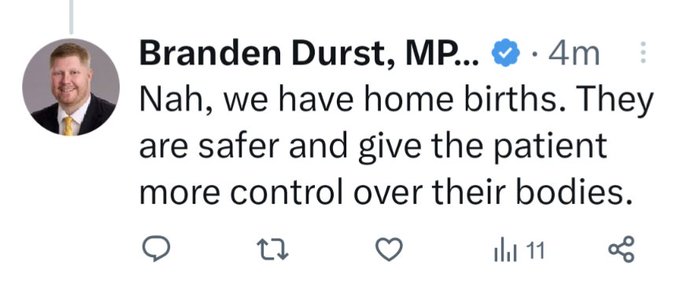 Branden Durst, MP... · 4m
Nah, we have home births. They
are safer and give the patient
more control over their bodies.
11